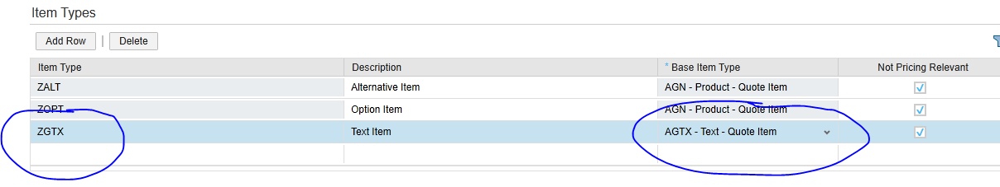 Item Types
Add Row | Delete
Item Type Description * Base Item Type Not Pricing Relevant
ZALT Alternative Item AGN - Product - Quote Item
ZOPT Option Item AGN - Product - Quote Item
ZGTX Text Item AGTX - Text - Quote Item